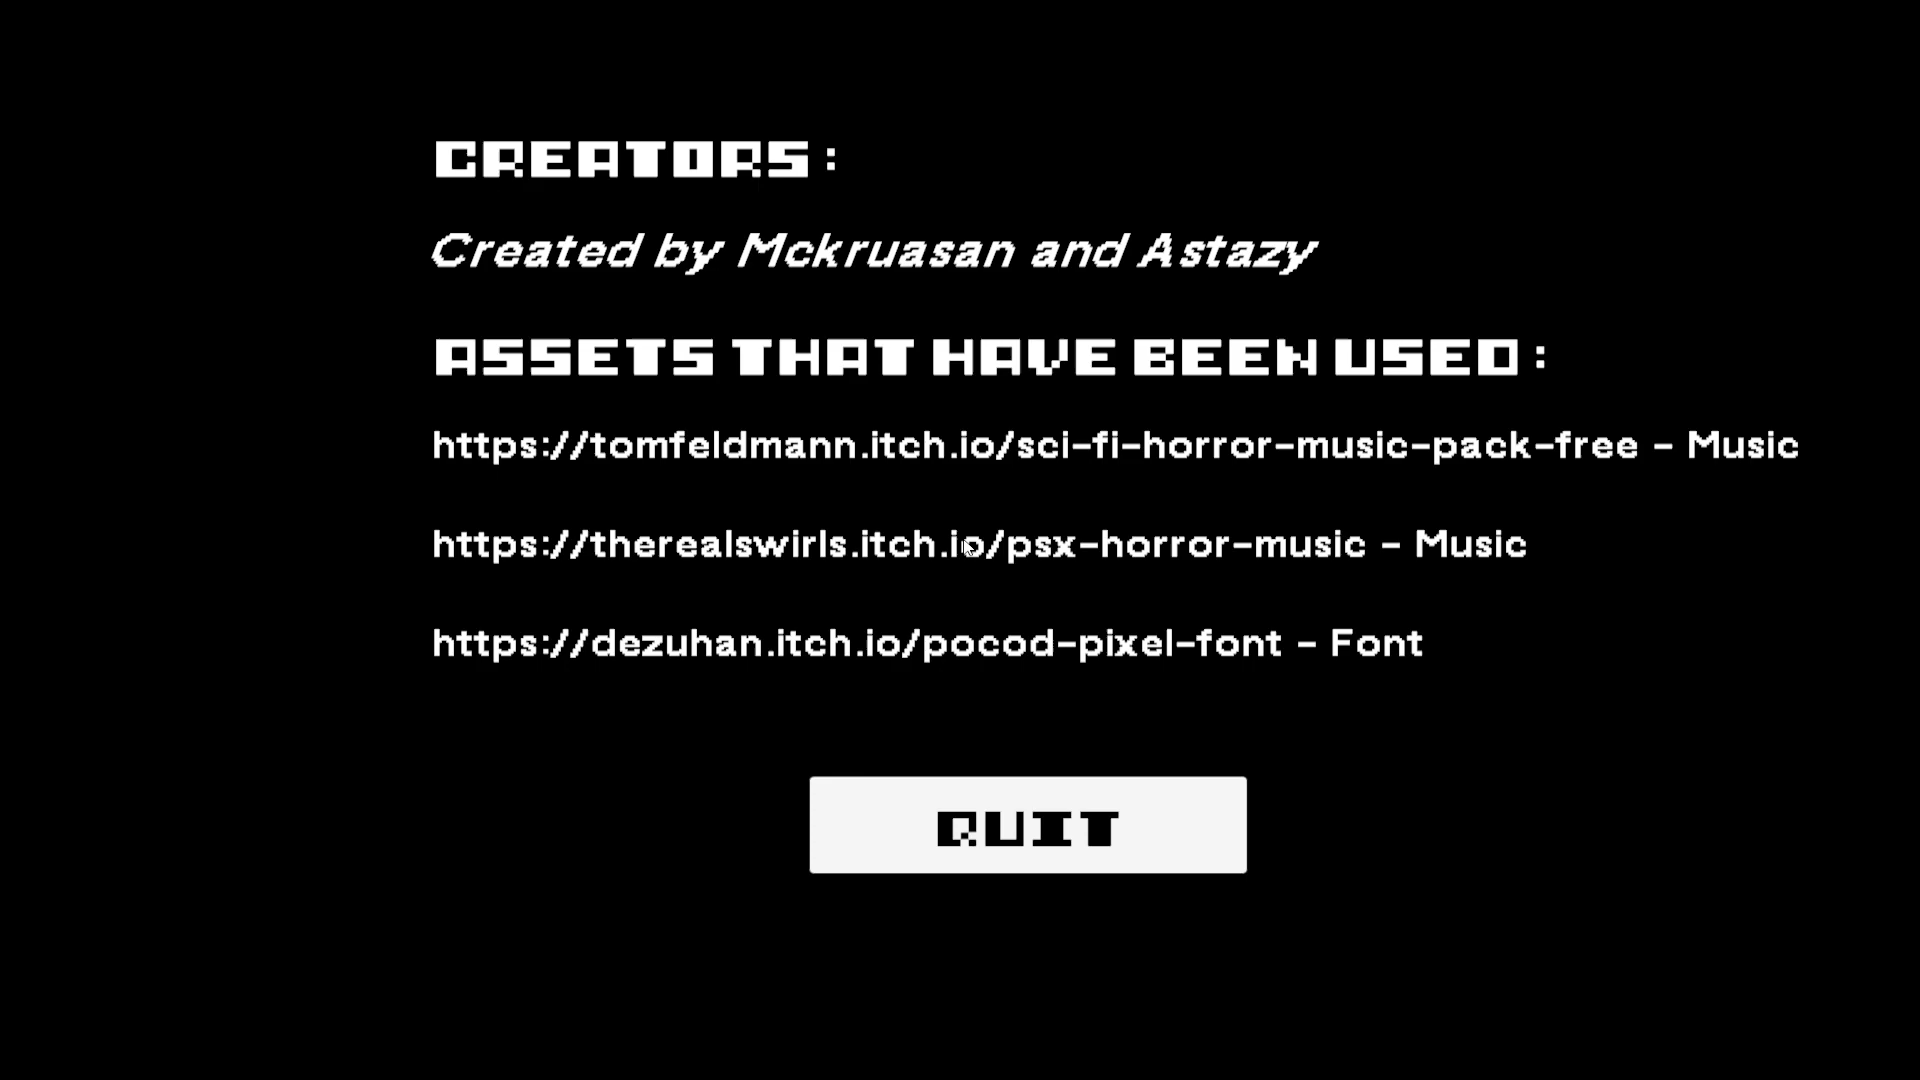 CREATORS:
Created by Mckruasan and Astazy
ASSETS THAT HAVE BEEN USED:
https://tomfeldmann.itch.io/sci-fi-horror-music-pack-free - Music
https://therealswirls.itch.io/psx-horror-music - Music
https://dezuhan.itch.io/pocod-pixel-font - Font
QUIT